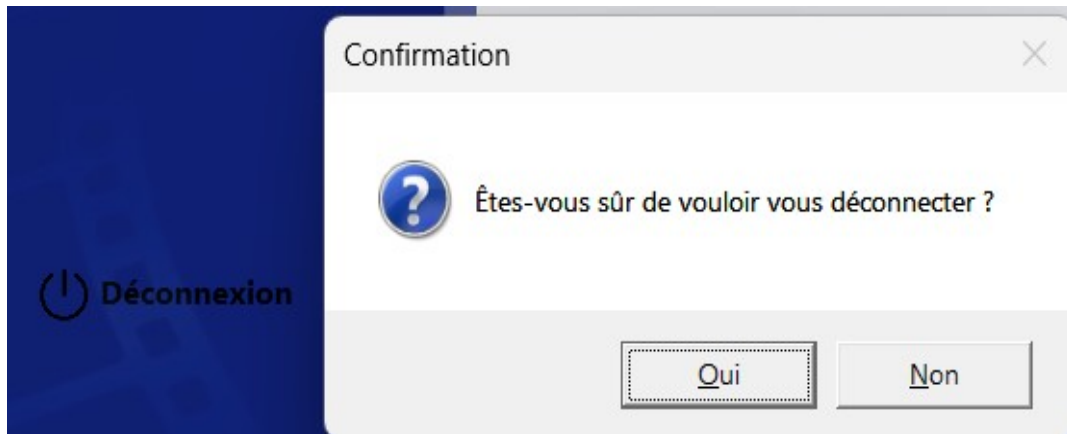 Confirmation
Êtes-vous sûr de vouloir vous déconnecter ?
Déconnexion
Oui
Non